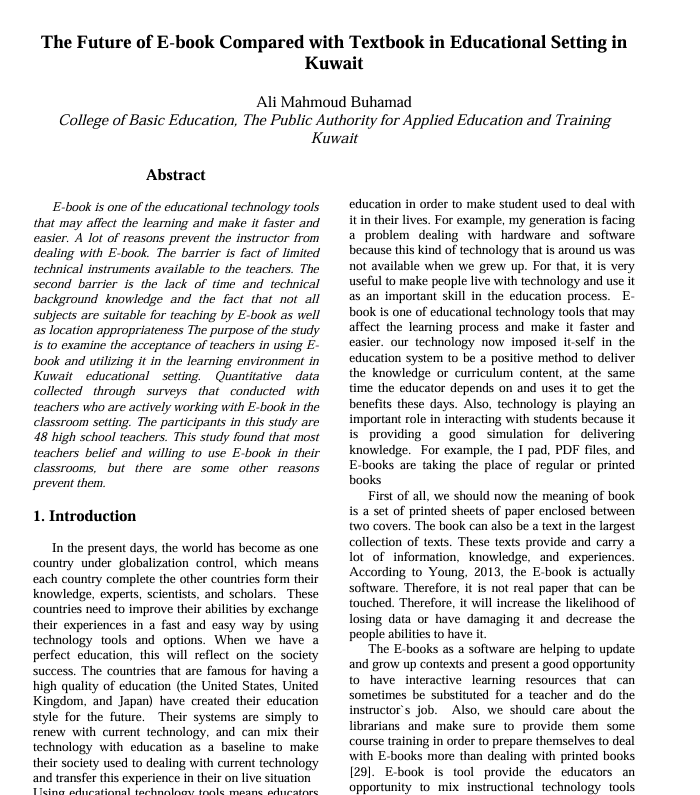 The Future of E-book Compared with Textbook in Educational Setting in
Kuwait
Ali Mahmoud Buhamad
College of Basic Education, The Public Authority for Applied Education and Training
Kuwait
Abstract
E-book is one of the educational technology tools
that may affect the learning and make it faster and
easier. A lot of reasons prevent the instructor from
dealing with E-book. The barrier is fact of limited
technical instruments available to the teachers. The
second barrier is the lack of time and technical
background knowledge and the fact that not all
subjects are suitable for teaching by E-book as well
as location appropriateness The purpose of the study
is to examine the acceptance of teachers in using E-
book and utilizing it in the learning environment in
Kuwait educational setting. Quantitative data
collected through surveys that conducted with
teachers who are actively working with E-book in the
classroom setting. The participants in this study are
48 high school teachers. This study found that most
teachers belief and willing to use E-book in their
classrooms, but there are some other reasons
prevent them.
1. Introduction
In the present days, the world has become as one
country under globalization control, which means
each country complete the other countries form their
knowledge, experts, scientists, and scholars. These
countries need to improve their abilities by exchange
their experiences in a fast and easy way by using
technology tools and options. When we have a
perfect education, this will reflect on the society
success. The countries that are famous for having a
high quality of education (the United States, United
Kingdom, and Japan) have created their education
style for the future. Their systems are simply to
renew with current technology, and can mix their
technology with education as a baseline to make
their society used to dealing with current technology
and transfer this experience in their on live situation
Using educational technology tools means educators
education in order to make student used to deal with
it in their lives. For example, my generation is facing
a problem dealing with hardware and software
because this kind of technology that is around us was
not available when we grew up. For that, it is very
useful to make people live with technology and use it
as an important skill in the education process. E-
book is one of educational technology tools that may
affect the learning process and make it faster and
easier. our technology now imposed it-self in the
education system to be a positive method to deliver
the knowledge or curriculum content, at the same
time the educator depends on and uses it to get the
benefits these days. Also, technology is playing an
important role in interacting with students because it
is providing a good simulation for delivering
knowledge. For example, the I pad, PDF files, and
E-books are taking the place of regular or printed
books
First of all, we should now the meaning of book
is a set of printed sheets of paper enclosed between
two covers. The book can also be a text in the largest
collection of texts. These texts provide and carry a
lot of information, knowledge, and experiences.
According to Young, 2013, the E-book is actually
software. Therefore, it is not real paper that can be
touched. Therefore, it will increase the likelihood of
losing data or have damaging it and decrease the
people abilities to have it.
The E-books as a software are helping to update
and grow up contexts and present a good opportunity
to have interactive learning resources that can
sometimes be substituted for a teacher and do the
instructor`s job. Also, we should care about the
librarians and make sure to provide them some
course training in order to prepare themselves to deal
with E-books more than dealing with printed books
[29]. E-book is tool provide the educators an
opportunity to mix instructional technology tools